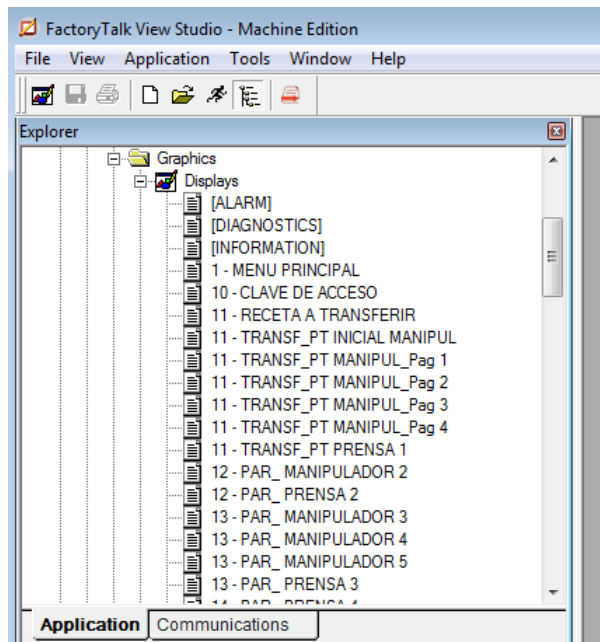 FactoryTalk View Studio - Machine Edition
File View Application Tools Window Help
Explorer
Graphics
Displays
[ALARM]
[DIAGNOSTICS]
[INFORMATION]
1 - MENU PRINCIPAL
10 - CLAVE DE ACCESO
11 - RECETA A TRANSFERIR
11 - TRANSF_PT INICIAL MANIPUL
11 - TRANSF_PT MANIPUL_Pag 1
11 - TRANSF_PT MANIPUL_Pag 2
11 - TRANSF_PT MANIPUL_Pag 3
11 - TRANSF_PT MANIPUL_Pag 4
11 - TRANSF_PT PRENSA 1
12 - PAR_ MANIPULADOR 2
12 - PAR_ PRENSA 2
13 - PAR_ MANIPULADOR 3
13 - PAR_ MANIPULADOR 4
13 - PAR_ MANIPULADOR 5
13 - PAR_ PRENSA 3
Application Communications